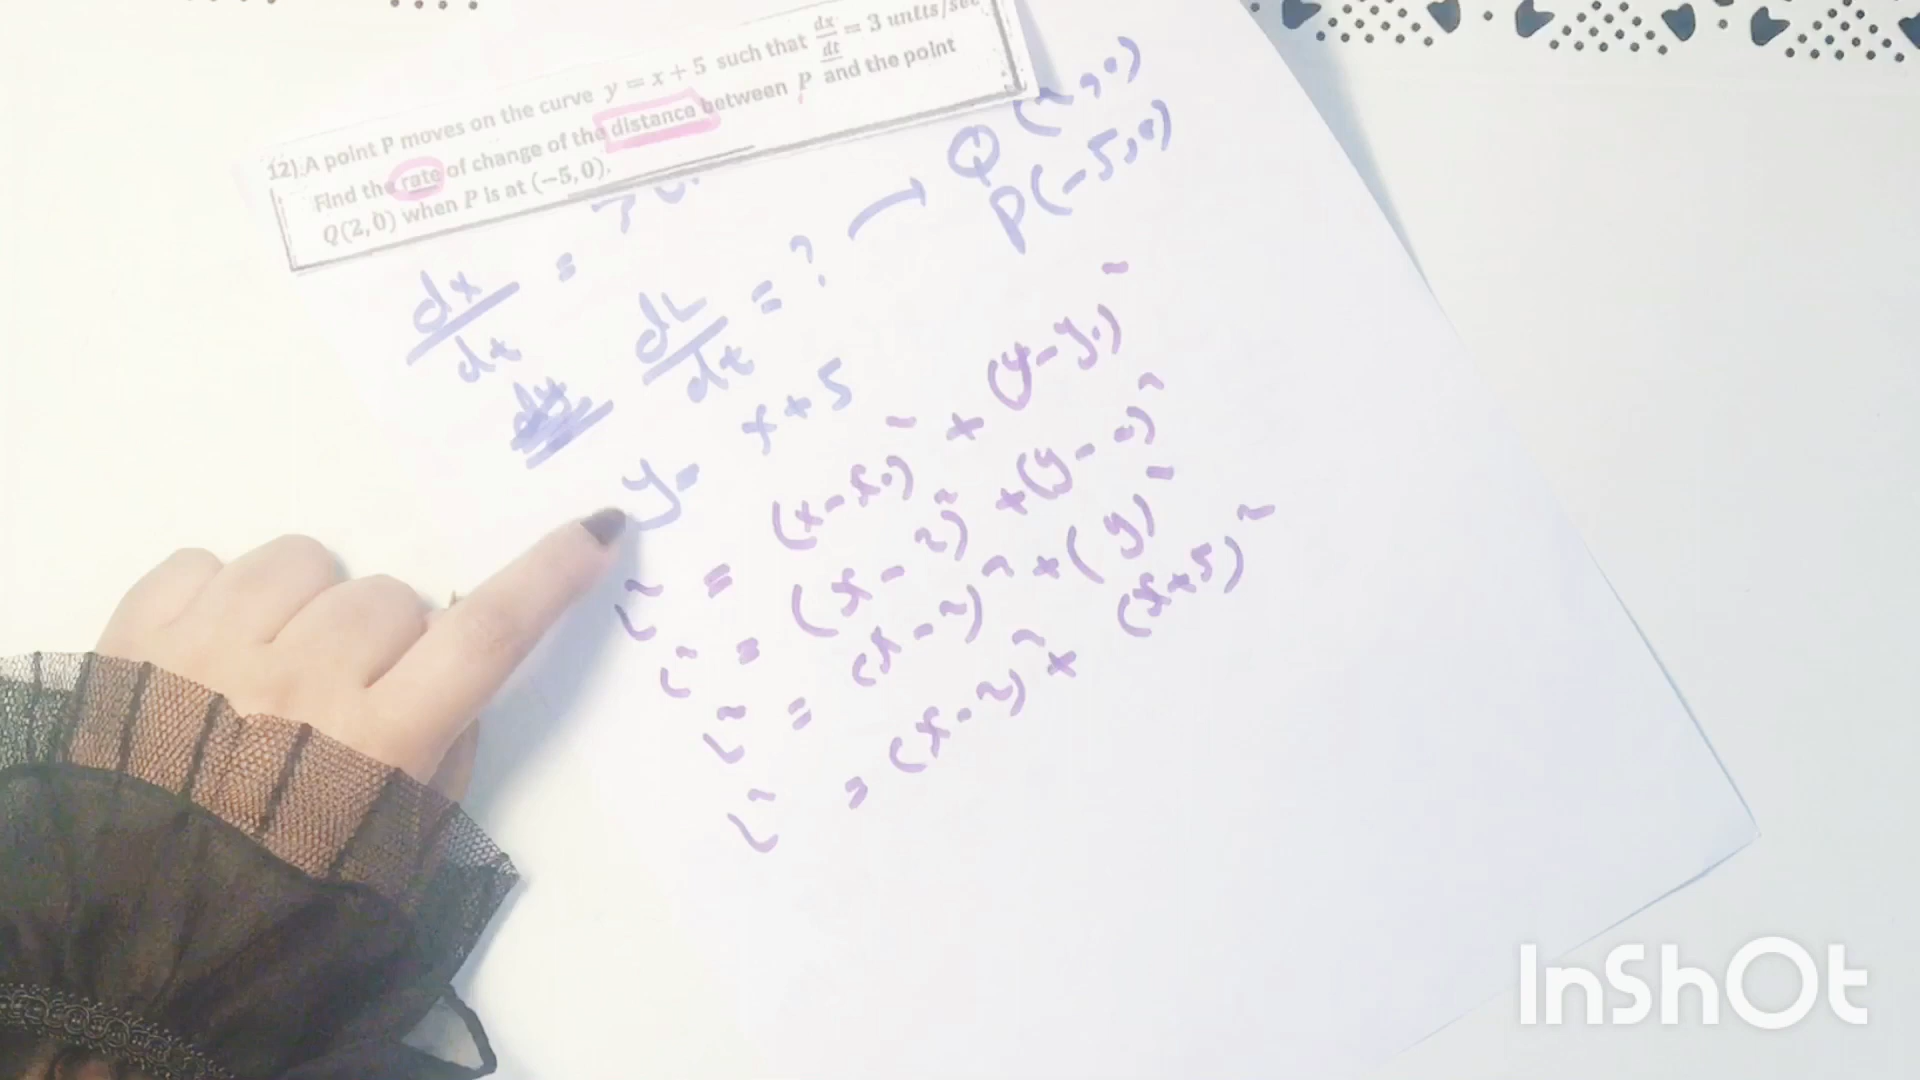 12) A point P moves on the curve y = x + 5 such that dx/dt = 3 units/sec
Find the rate of change of the distance between P and the point
Q(2,0) when P is at (−5,0).
Q (2,0)
P(-5,0)
dx/dt =
dL/dt = ?
dy
y = x+5
L² = (x-x.)² + (y-y.)²
L² = (x-2)² + (y-0)²
L² = (x-2)² + (y)²
L² = (x-2)² + (x+5)²
InShOt